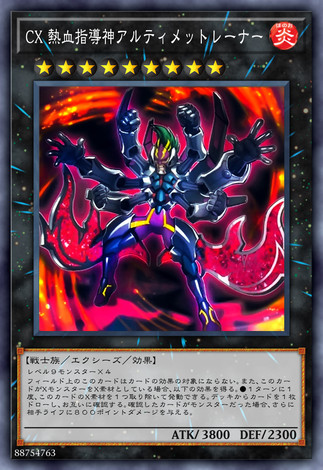 CX 熱血指導神アルティメットレーナー
炎
【戦士族/エクシーズ/効果】
レベル9モンスター×4
フィールド上のこのカードはカードの効果の対象にならない。また、このカー
ドがXモンスターをX素材としている場合、以下の効果を得る。●1ターンに1
度、このカードのX素材を1つ取り除いて発動できる。デッキからカードを1枚
ドローし、お互いに確認する。確認したカードがモンスターだった場合、さらに
相手ライフに800ポイントダメージを与える。
ATK/3800 DEF/2300
88754763